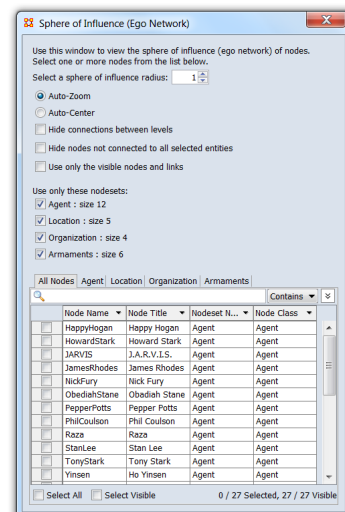 Sphere of Influence (Ego Network)
Use this window to view the sphere of influence (ego network) of nodes.
Select one or more nodes from the list below.
Select a sphere of influence radius: 1
Auto-Zoom
Auto-Center
Hide connections between levels
Hide nodes not connected to all selected entities
Use only the visible nodes and links
Use only these nodesets:
Agent : size 12
Location : size 5
Organization : size 4
Armaments : size 6
All Nodes Agent Location Organization Armaments
Contains
Node Name Node Title Nodeset N... Node Class
HappyHogan Happy Hogan Agent Agent
HowardStark Howard Stark Agent Agent
JARVIS J.A.R.V.I.S. Agent Agent
JamesRhodes James Rhodes Agent Agent
NickFury Nick Fury Agent Agent
ObediahStane Obadiah Stane Agent Agent
PepperPotts Pepper Potts Agent Agent
PhilCoulson Phil Coulson Agent Agent
Raza Raza Agent Agent
StanLee Stan Lee Agent Agent
TonyStark Tony Stark Agent Agent
Yinsen Ho Yinsen Agent Agent
Select All Select Visible 0 / 27 Selected, 27 / 27 Visible